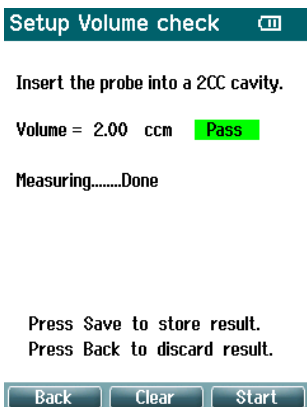 Setup Volume check
Insert the probe into a 2CC cavity.
Volume = 2.00 ccm Pass
Measuring........Done
Press Save to store result.
Press Back to discard result.
Back Clear Start